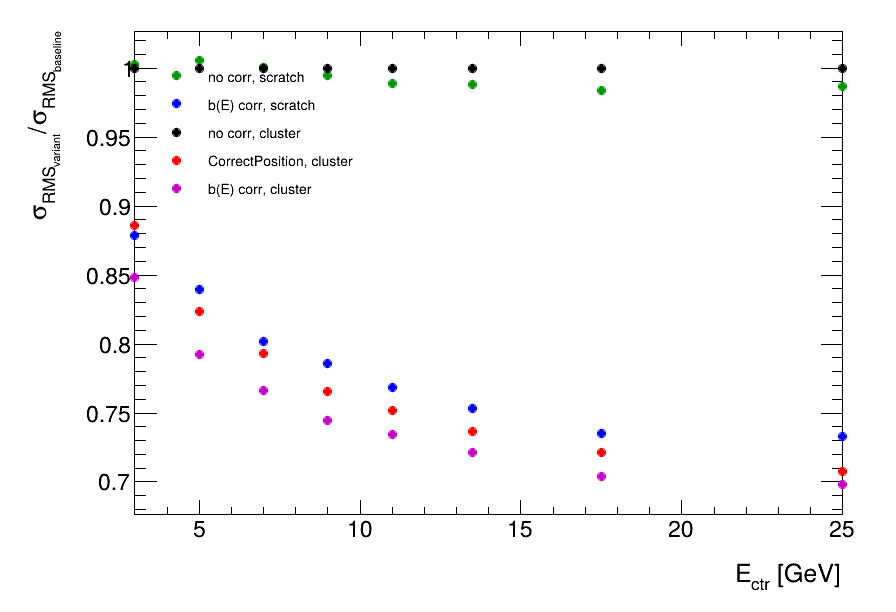 σRMSvariant/σRMSbaseline
1
0.95
0.9
0.85
0.8
0.75
0.7
no corr, scratch
b(E) corr, scratch
no corr, cluster
CorrectPosition, cluster
b(E) corr, cluster
5 10 15 20 25
Ectr [GeV]